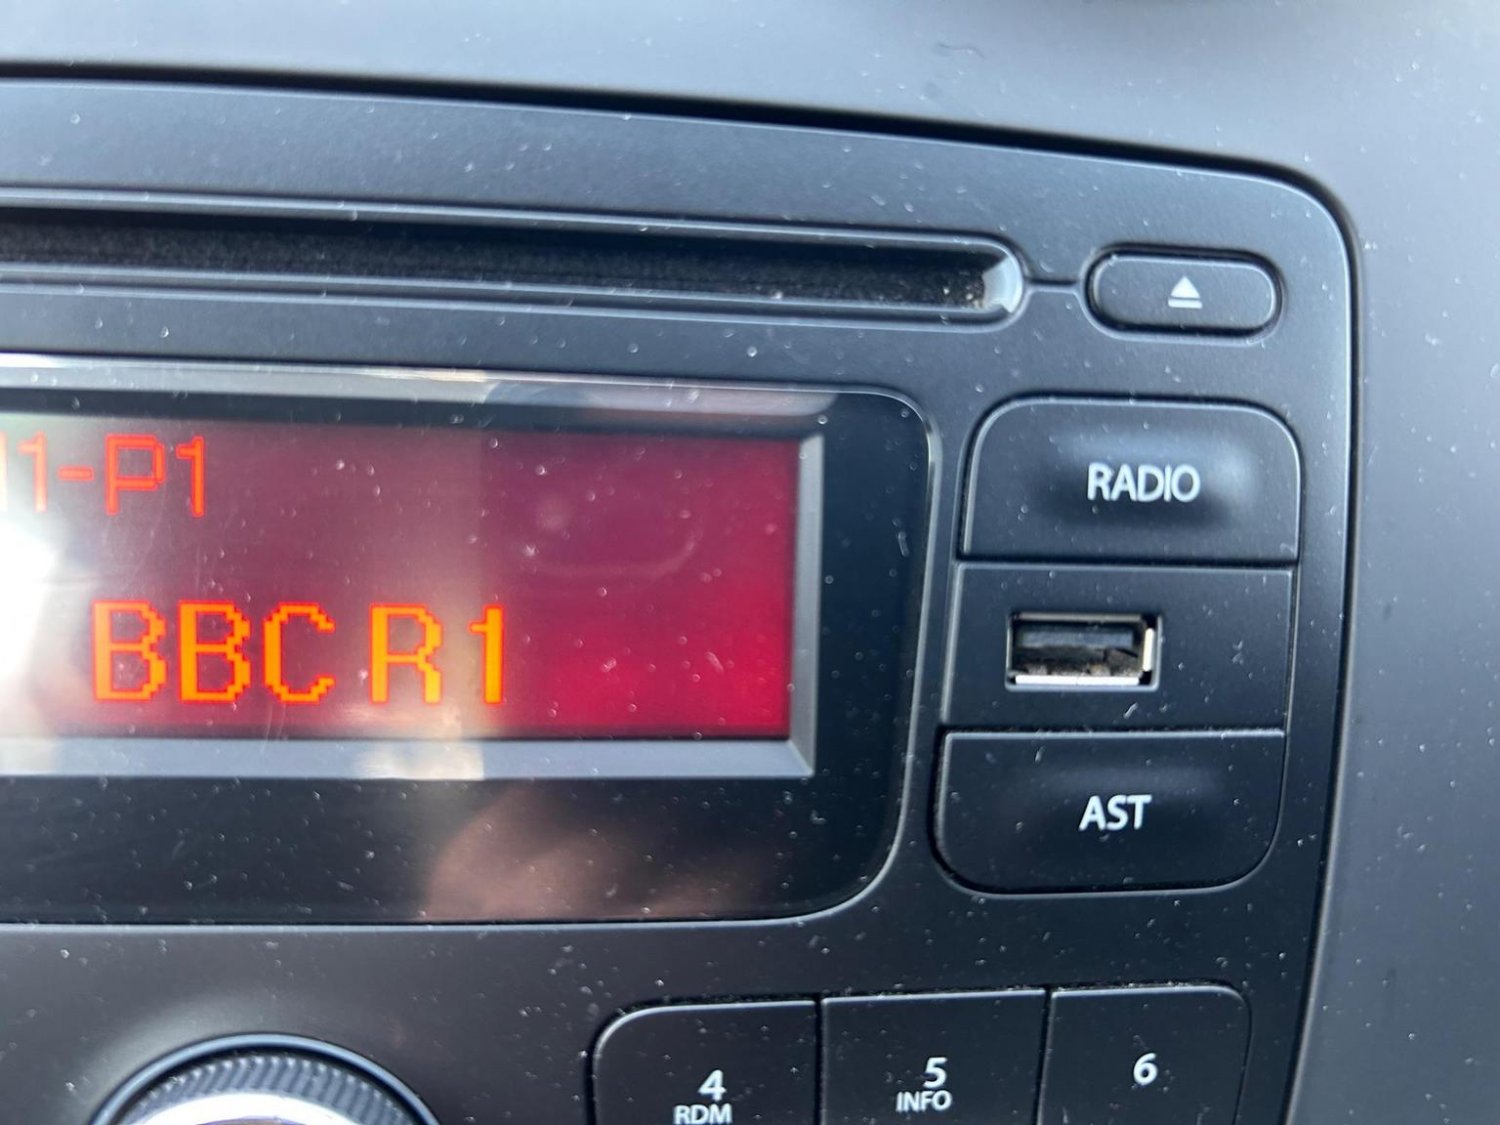 1-P1
RADIO
BBC R1
AST
4
RDM
5
INFO
6